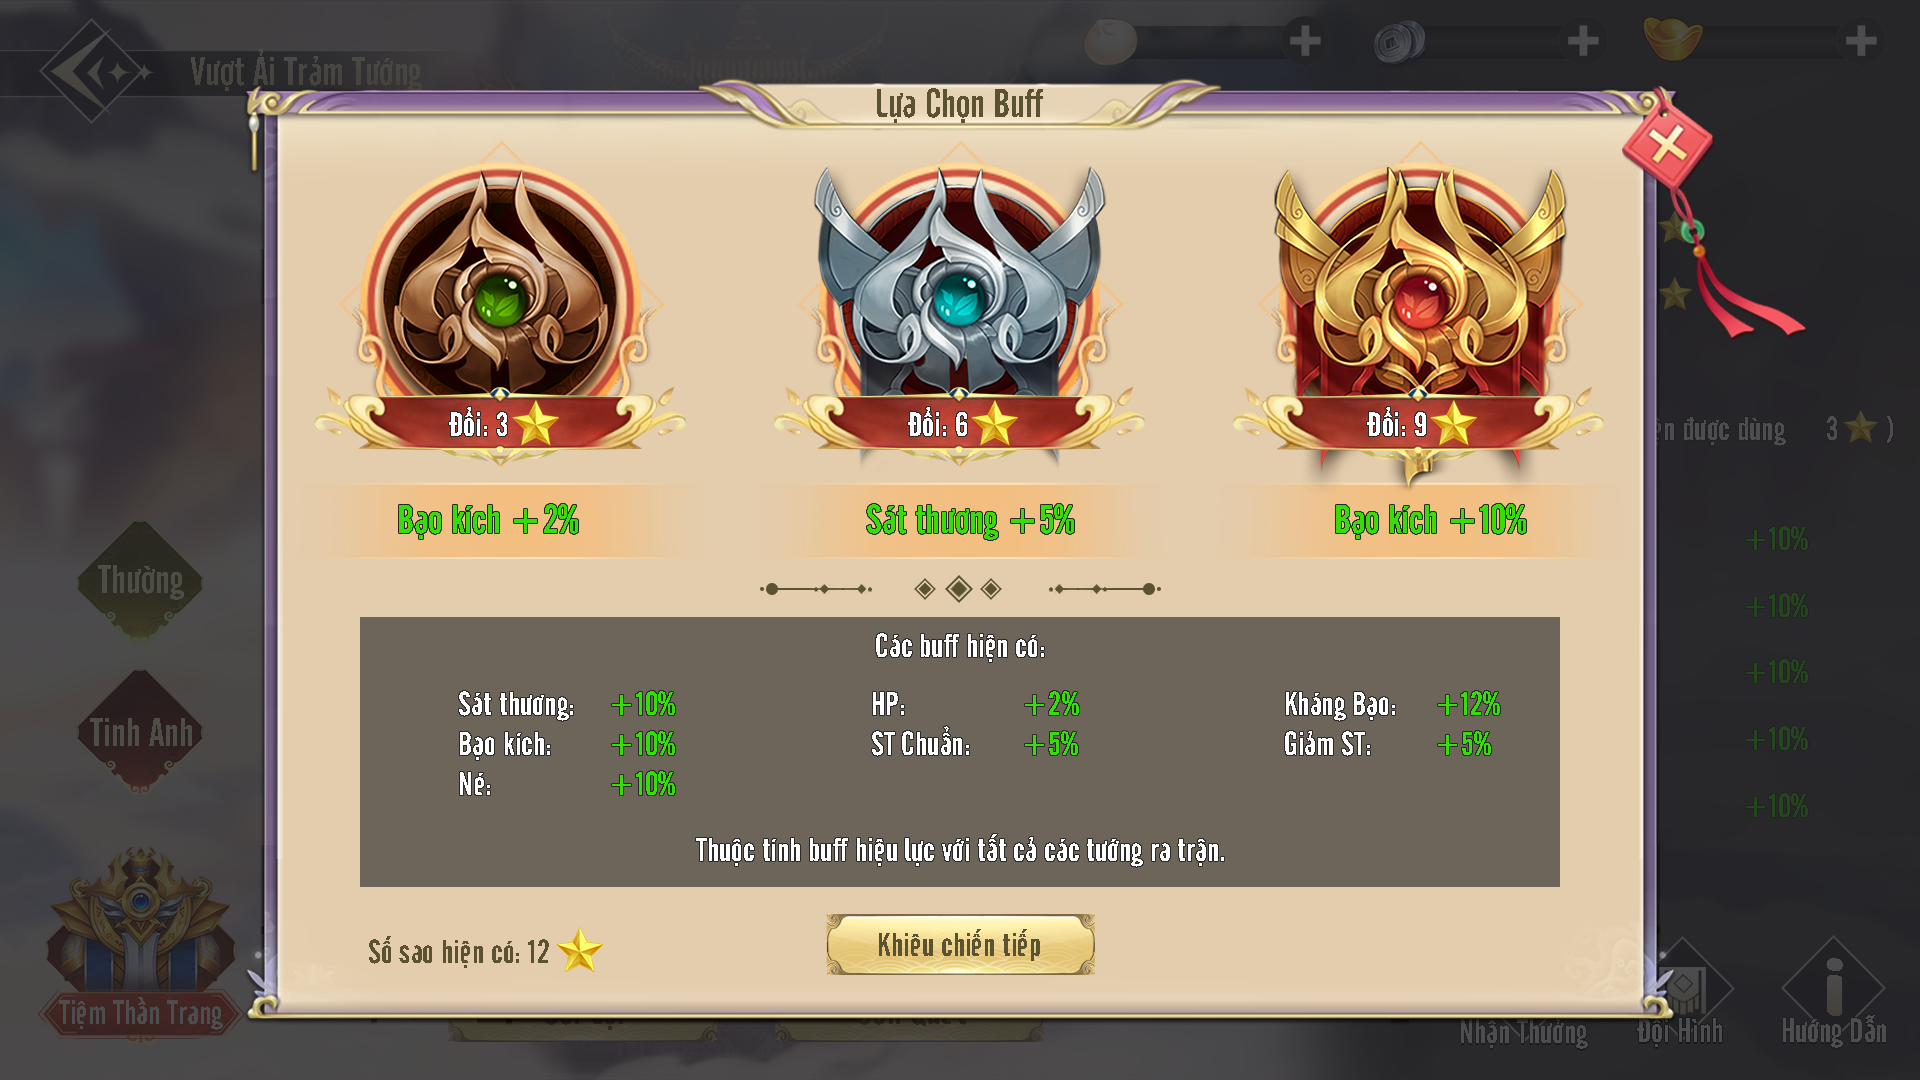 Vượt Ải Trảm Tướng
Lựa Chọn Buff
Đổi: 3
Đổi: 6
Đổi: 9
được dùng 3 )
Bạo kích +2%
Sát thương +5%
Bạo kích +10%
+10%
+10%
+10%
+10%
+10%
Thường
Tinh Anh
Các buff hiện có:
Sát thương: +10%
HP: +2%
Kháng Bạo: +12%
Bạo kích: +10%
ST Chuẩn: +5%
Giảm ST: +5%
Né: +10%
Thuộc tính buff hiệu lực với tất cả các tướng ra trận.
Số sao hiện có: 12
Khiêu chiến tiếp
Tiệm Thần Trang
Nhận Thưởng
Đội Hình
Hướng Dẫn